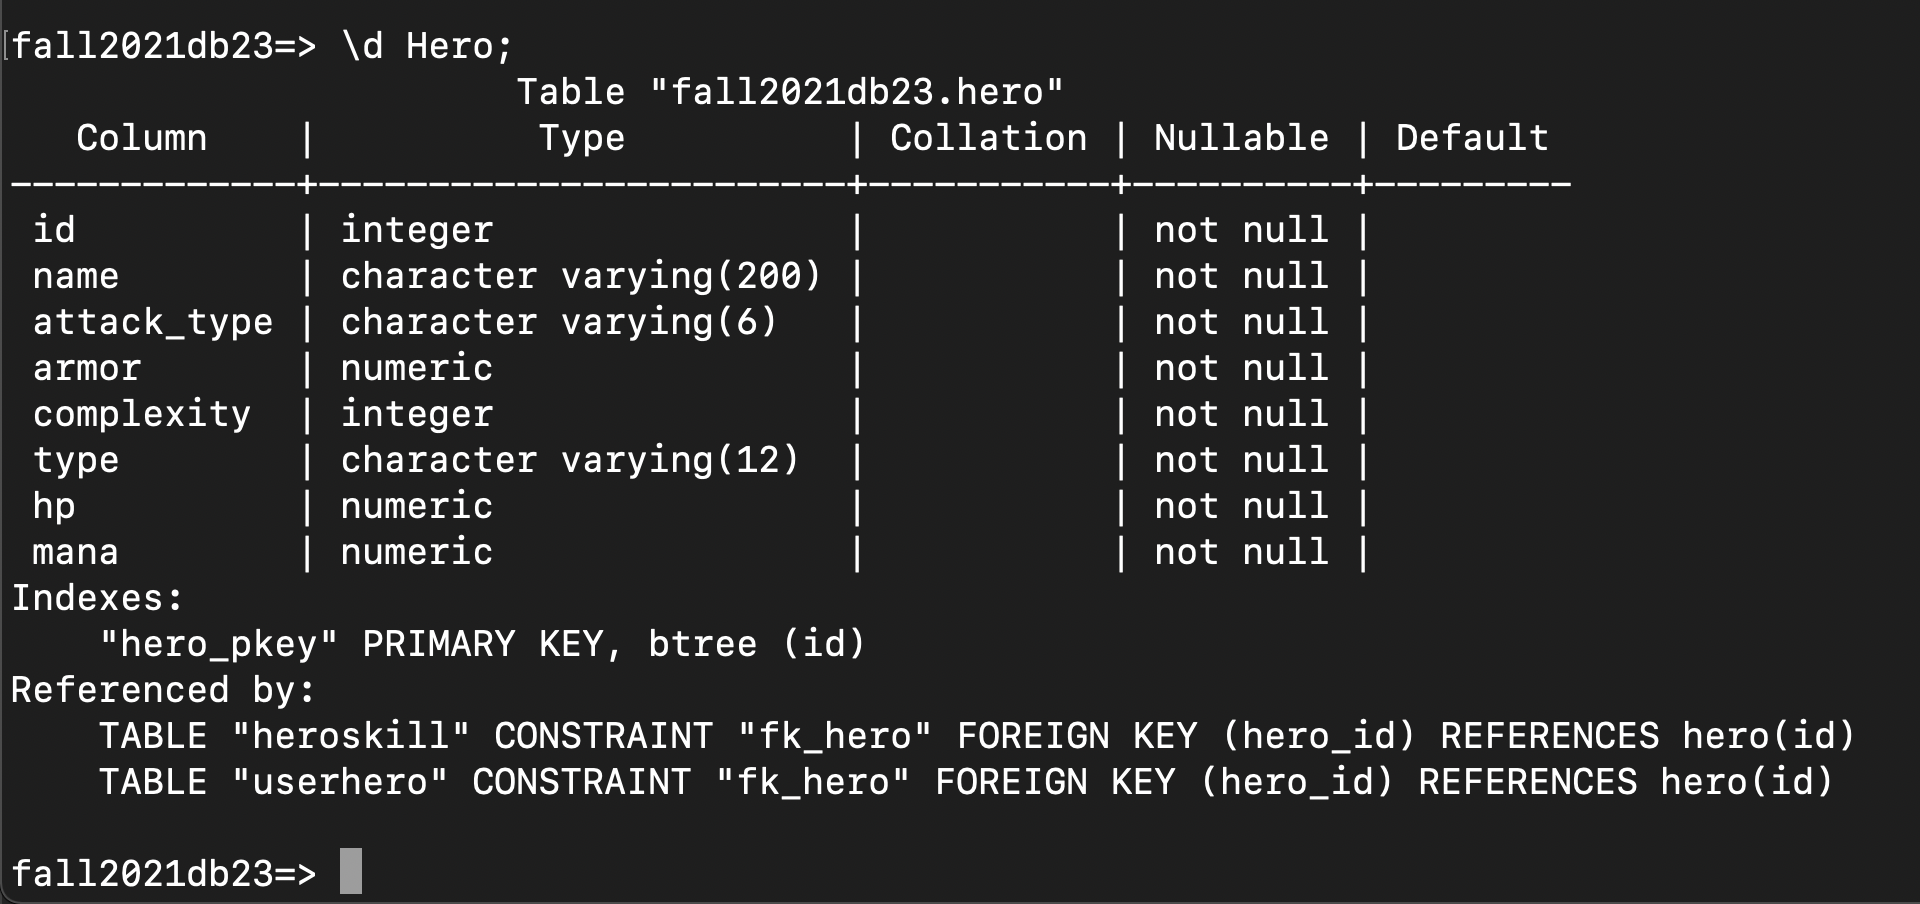 [fall2021db23=> \d Hero;
                       Table "fall2021db23.hero"
   Column    |          Type          | Collation | Nullable | Default
-------------+------------------------+-----------+----------+---------
 id          | integer                |           | not null |
 name        | character varying(200) |           | not null |
 attack_type | character varying(6)   |           | not null |
 armor       | numeric                |           | not null |
 complexity  | integer                |           | not null |
 type        | character varying(12)  |           | not null |
 hp          | numeric                |           | not null |
 mana        | numeric                |           | not null |
Indexes:
    "hero_pkey" PRIMARY KEY, btree (id)
Referenced by:
    TABLE "heroskill" CONSTRAINT "fk_hero" FOREIGN KEY (hero_id) REFERENCES hero(id)
    TABLE "userhero" CONSTRAINT "fk_hero" FOREIGN KEY (hero_id) REFERENCES hero(id)

fall2021db23=>